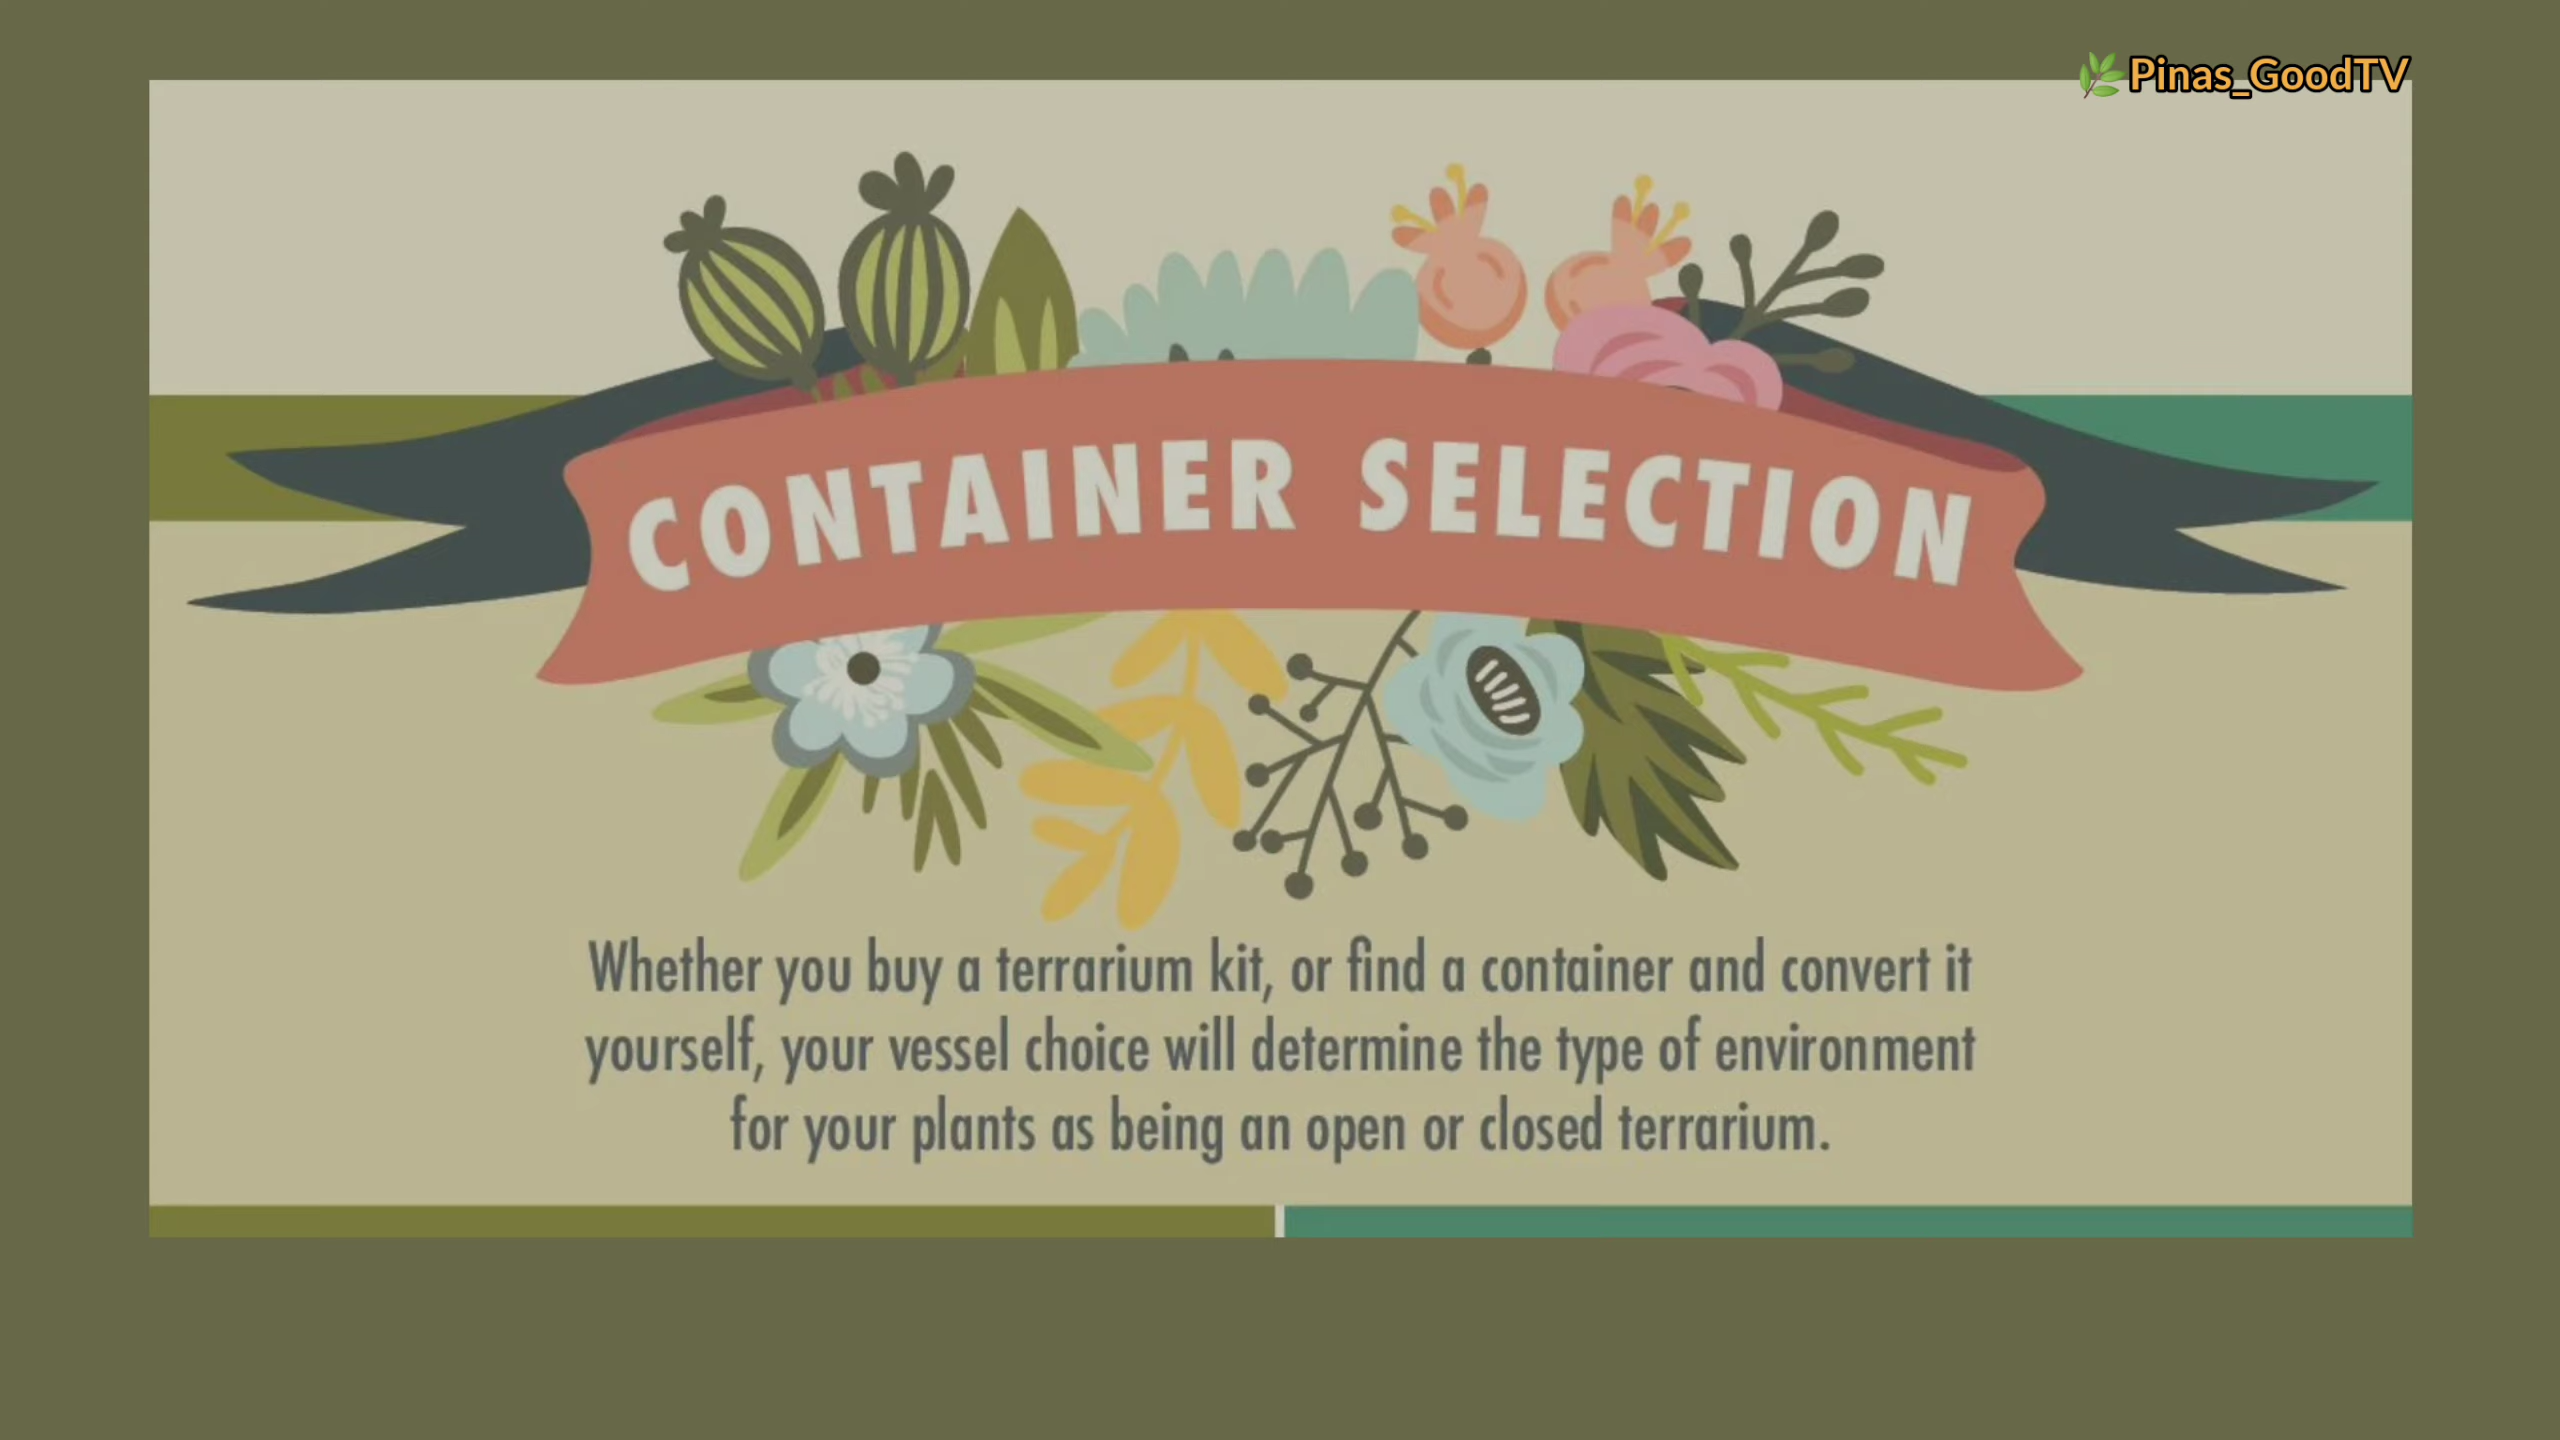 Pinas_GoodTV
CONTAINER SELECTION
Whether you buy a terrarium kit, or find a container and convert it
yourself, your vessel choice will determine the type of environment
for your plants as being an open or closed terrarium.